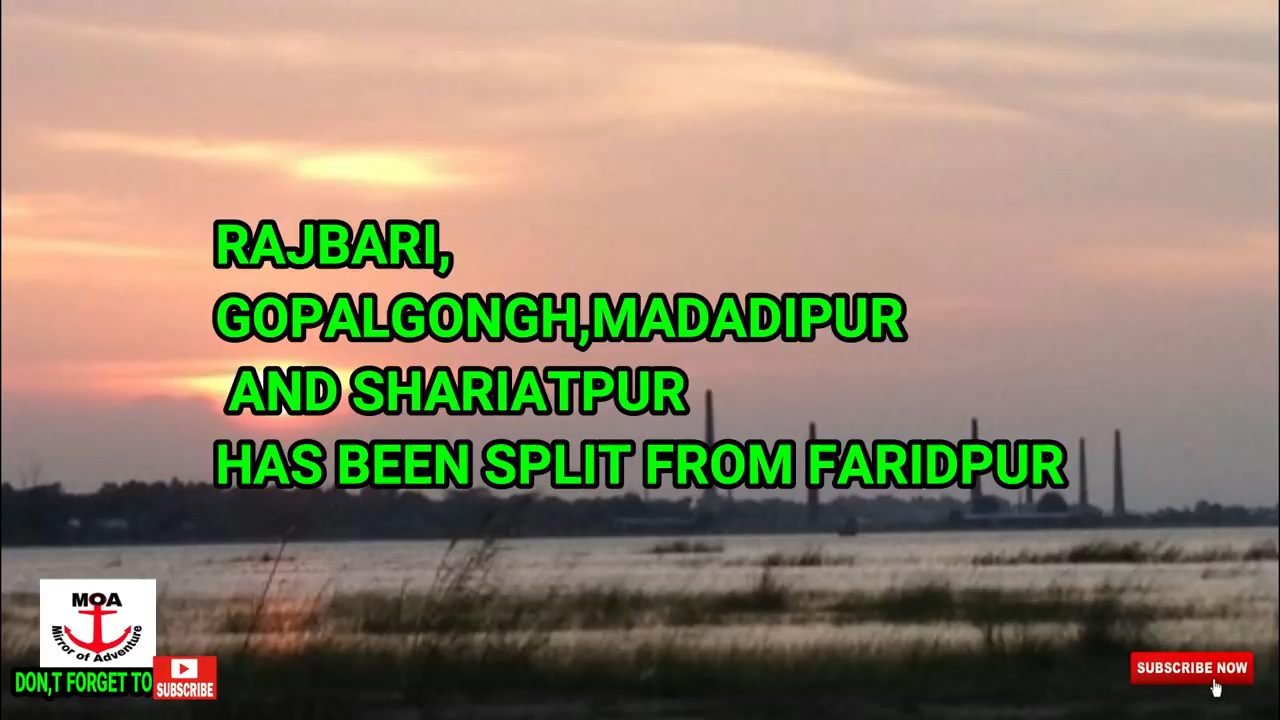 RAJBARI,
GOPALGONGH,MADADIPUR
AND SHARIATPUR
HAS BEEN SPLIT FROM FARIDPUR
MOA
Mirror of Adventure
DON,T FORGET TO
SUBSCRIBE
SUBSCRIBE NOW